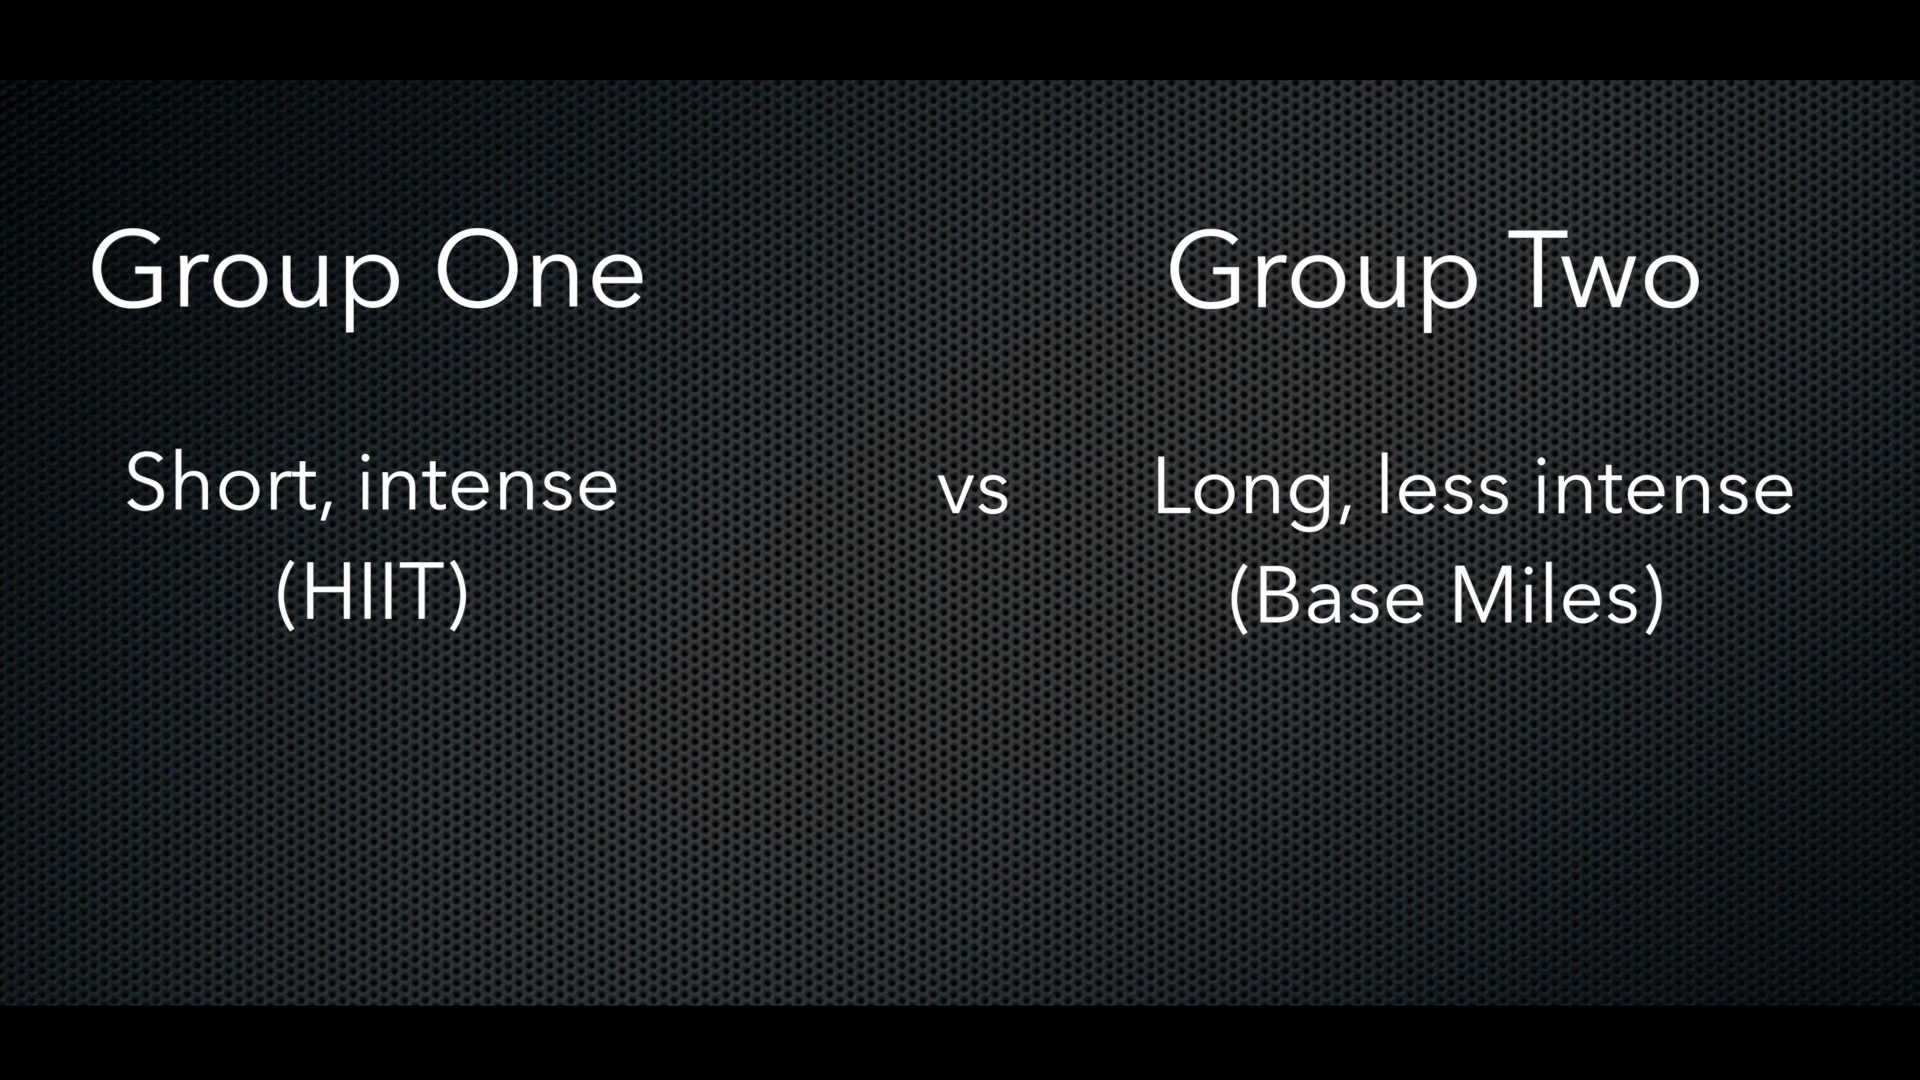 Group One
Group Two
Short, intense
(HIIT)
vs
Long, less intense
(Base Miles)